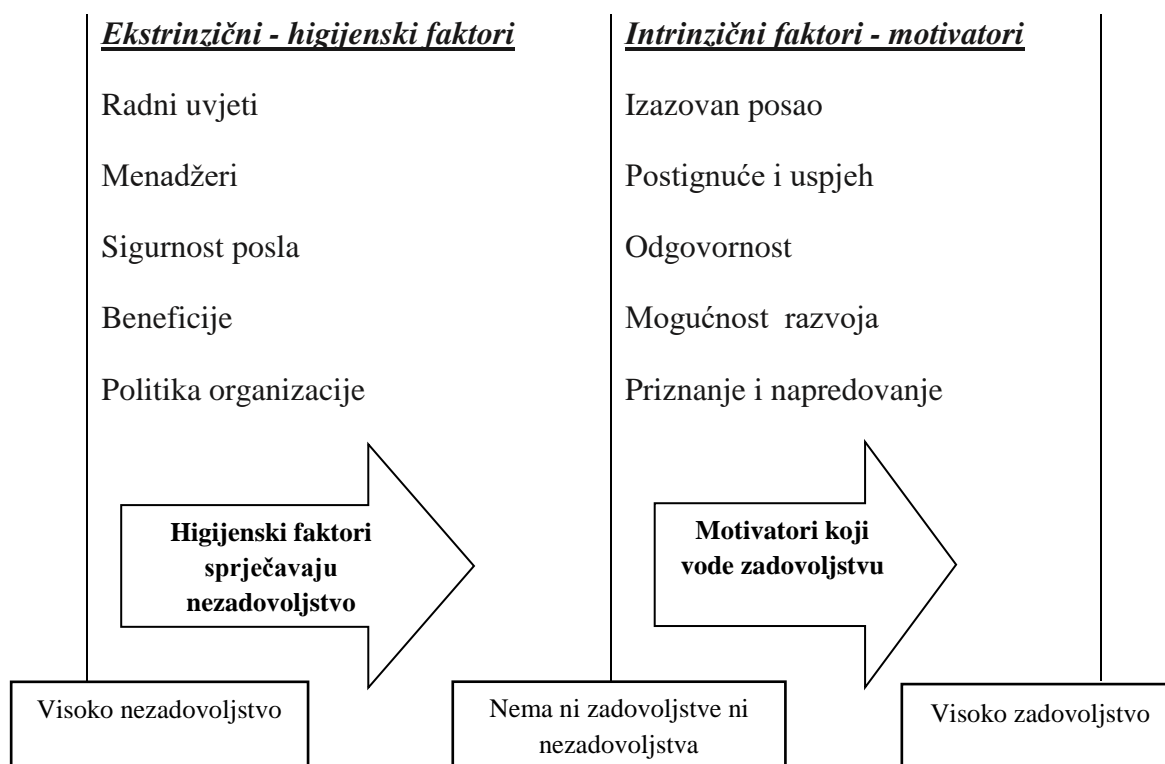 Ekstrinzični - higijenski faktori
Radni uvjeti
Menadžeri
Sigurnost posla
Beneficije
Politika organizacije
Intrinzični faktori - motivatori
Izazovan posao
Postignuće i uspjeh
Odgovornost
Mogućnost razvoja
Priznanje i napredovanje
Higijenski faktori
sprječavaju
nezadovoljstvo
Motivatori koji
vode zadovoljstvu
Visoko nezadovoljstvo
Nema ni zadovoljstve ni
nezadovoljstva
Visoko zadovoljstvo